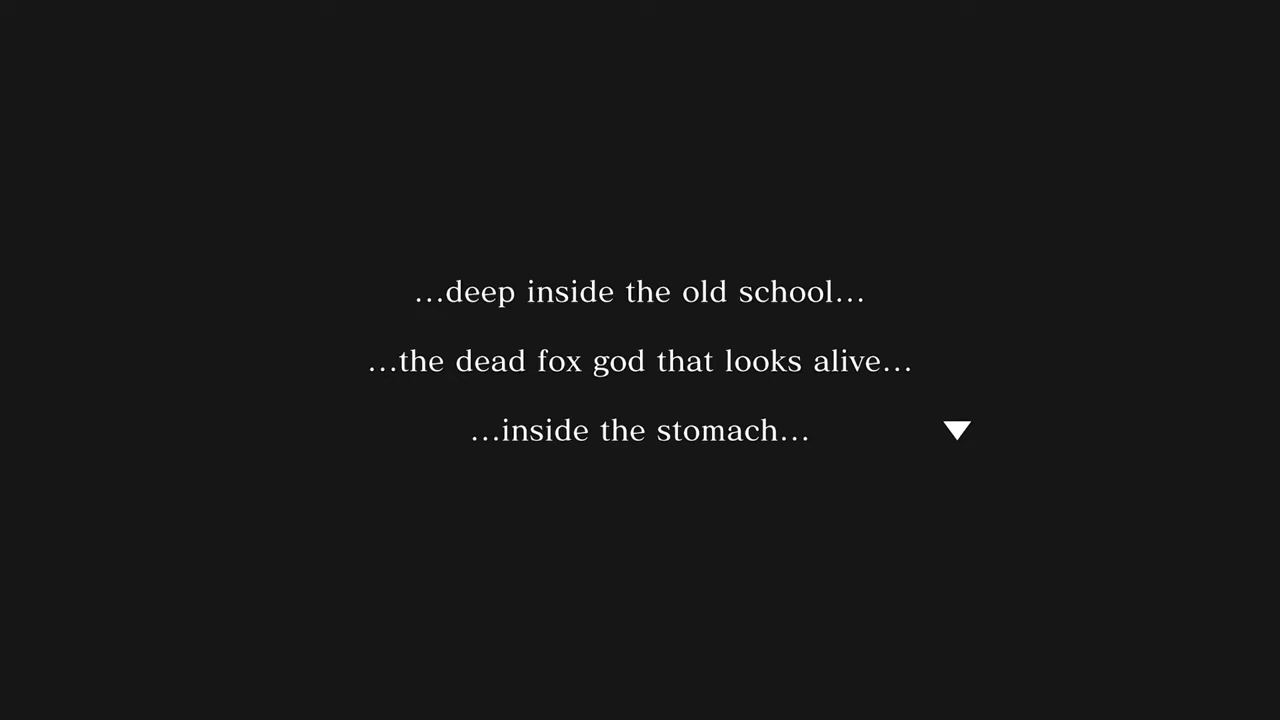 ...deep inside the old school...
...the dead fox god that looks alive...
...inside the stomach...